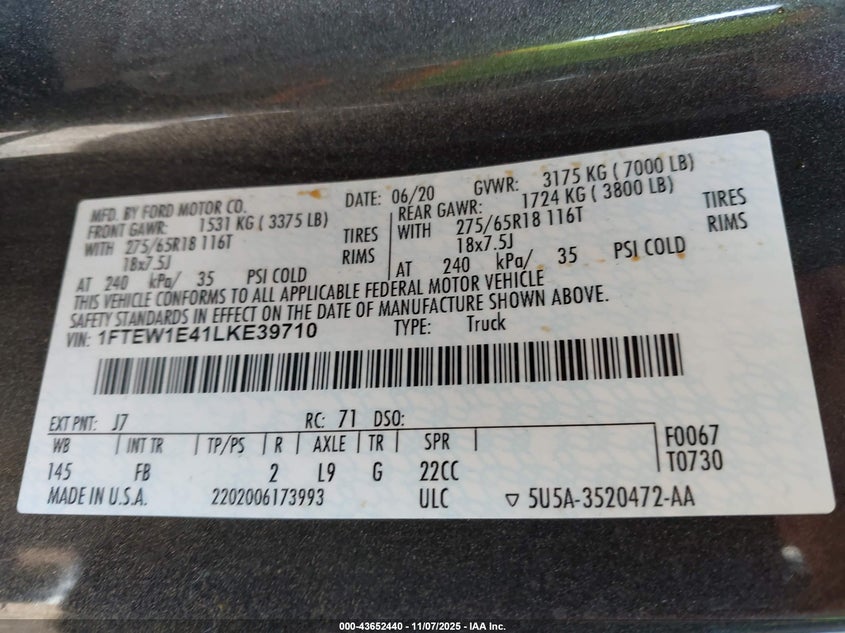 MFD. BY FORD MOTOR CO. DATE: 06/20 GVWR: 3175 KG ( 7000 LB)
FRONT GAWR: 1531 KG ( 3375 LB) REAR GAWR: 1724 KG ( 3800 LB)
WITH 275/65R18 116T TIRES WITH 275/65R18 116T TIRES
18x7.5J RIMS 18x7.5J RIMS
AT 240 kPa/ 35 PSI COLD AT 240 kPa/ 35 PSI COLD
THIS VEHICLE CONFORMS TO ALL APPLICABLE FEDERAL MOTOR VEHICLE
SAFETY STANDARDS IN EFFECT ON THE DATE OF MANUFACTURE SHOWN ABOVE.
VIN: 1FTEW1E41LKE39710 TYPE: Truck
EXT PNT: J7 RC: 71 DSO:
WB INT TR TP/PS R AXLE TR SPR F0067
145 FB 2 L9 G 22CC T0730
MADE IN U.S.A. 2202006173993 ULC ▽ 5U5A-3520472-AA
000-43652440 - 11/07/2025 - IAA Inc.